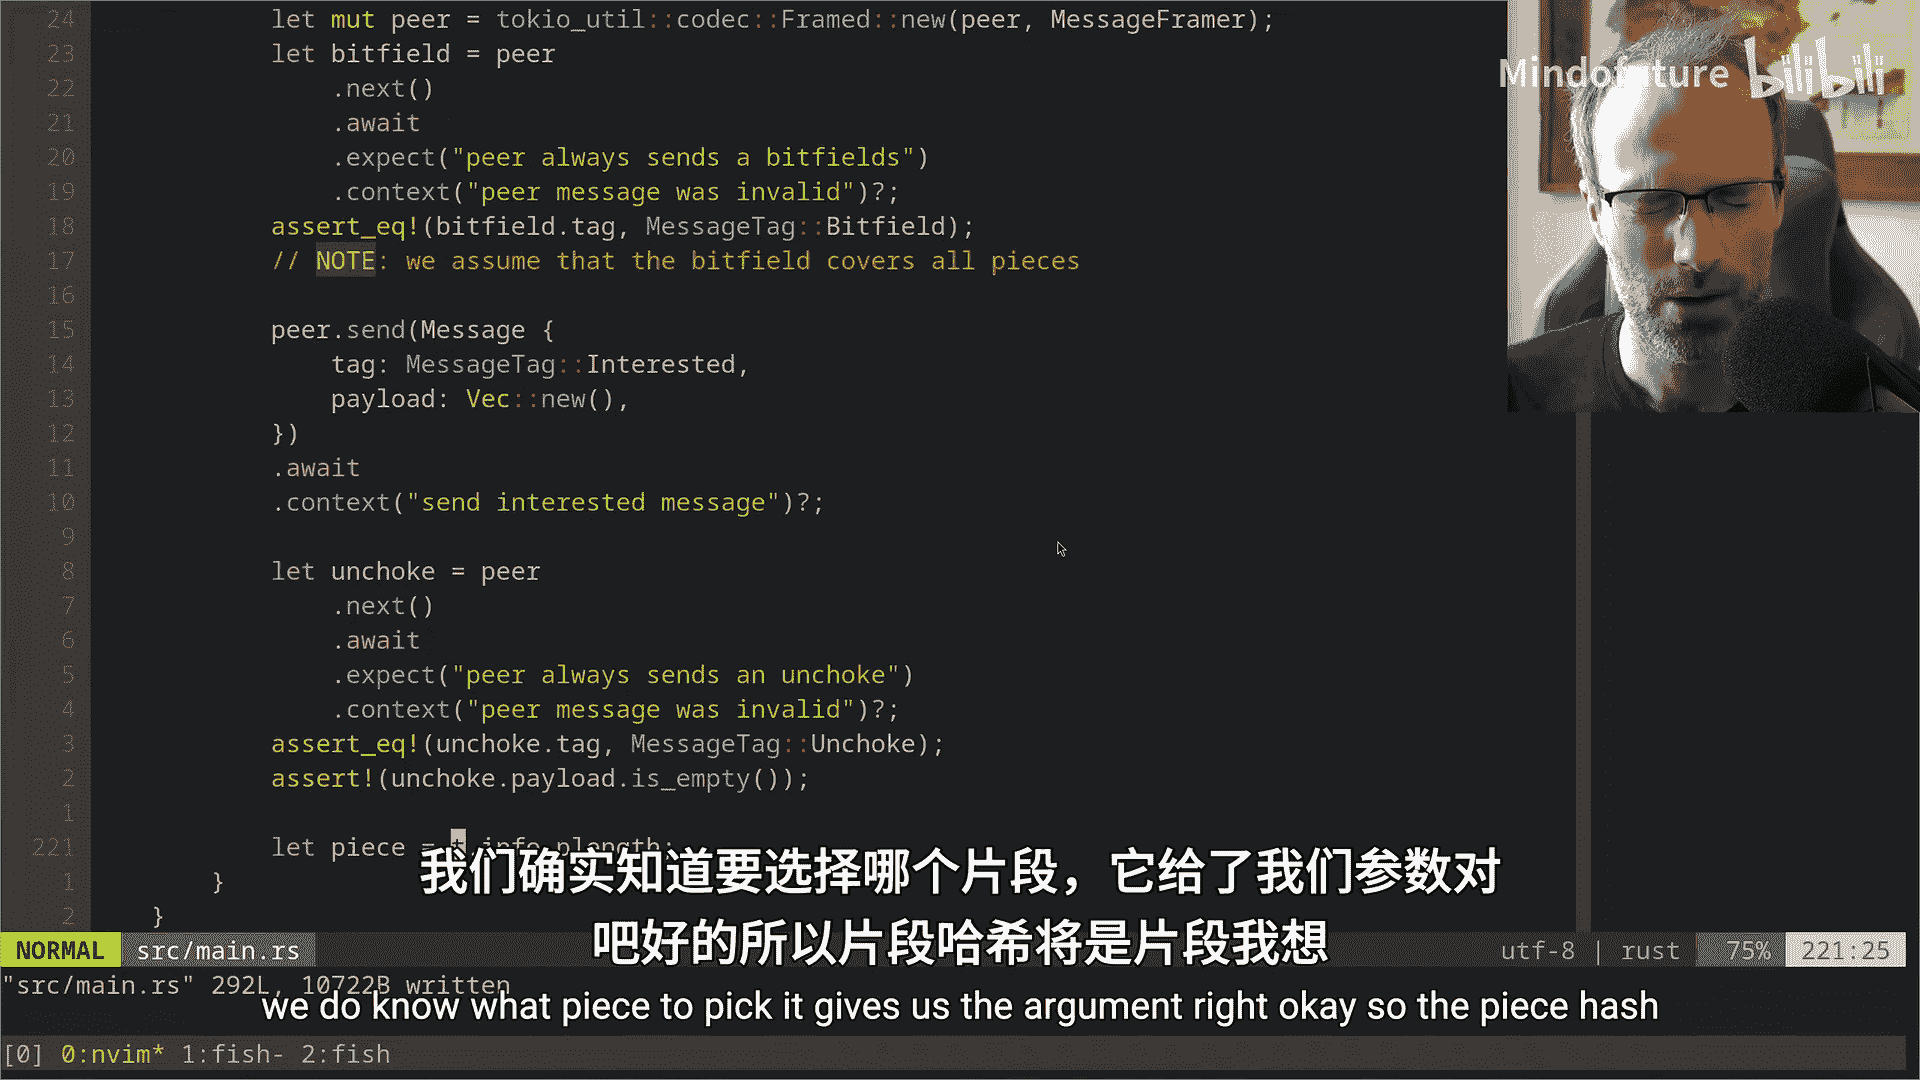 24 let mut peer = tokio_util::codec::Framed::new(peer, MessageFramer);
23 let bitfield = peer
22 .next()
21 .await
20 .expect("peer always sends a bitfields")
19 .context("peer message was invalid")?;
18 assert_eq!(bitfield.tag, MessageTag::Bitfield);
17 // NOTE: we assume that the bitfield covers all pieces
16
15 peer.send(Message {
14 tag: MessageTag::Interested,
13 payload: Vec::new(),
12 })
11 .await
10 .context("send interested message")?;
9
8 let unchoke = peer
7 .next()
6 .await
5 .expect("peer always sends an unchoke")
4 .context("peer message was invalid")?;
3 assert_eq!(unchoke.tag, MessageTag::Unchoke);
2 assert!(unchoke.payload.is_empty());
1
221 let piece = t.info.plength;
1 }
2 }
Mindofuture bilibili
我们确实知道要选择哪个片段，它给了我们参数对
吧好的所以片段哈希将是片段我想
NORMAL src/main.rs utf-8 | rust 75% 221:25
"src/main.rs" 292L, 10722B written
we do know what piece to pick it gives us the argument right okay so the piece hash
[0] 0:nvim* 1:fish- 2:fish